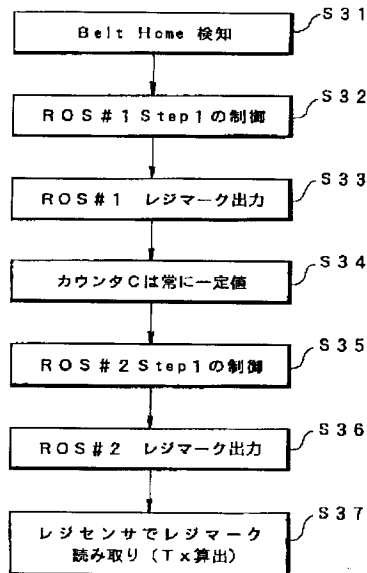 Belt Home 検知
S31
ROS#1 Step1の制御
S32
ROS#1 レジマーク出力
S33
カウンタCは常に一定値
S34
ROS#2 Step1の制御
S35
ROS#2 レジマーク出力
S36
レジセンサでレジマーク
読み取り(Tx算出)
S37